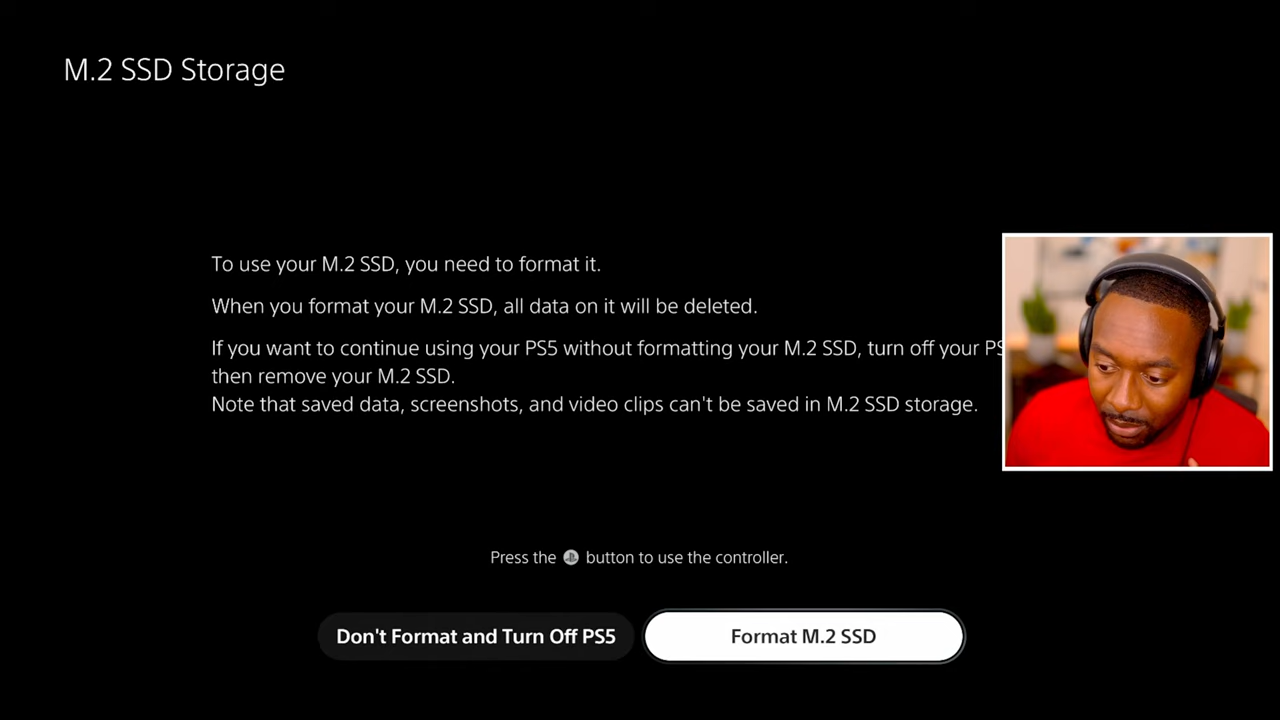 M.2 SSD Storage
To use your M.2 SSD, you need to format it.
When you format your M.2 SSD, all data on it will be deleted.
If you want to continue using your PS5 without formatting your M.2 SSD, turn off your
then remove your M.2 SSD.
Note that saved data, screenshots, and video clips can't be saved in M.2 SSD storage.
Press the button to use the controller.
Don't Format and Turn Off PS5
Format M.2 SSD